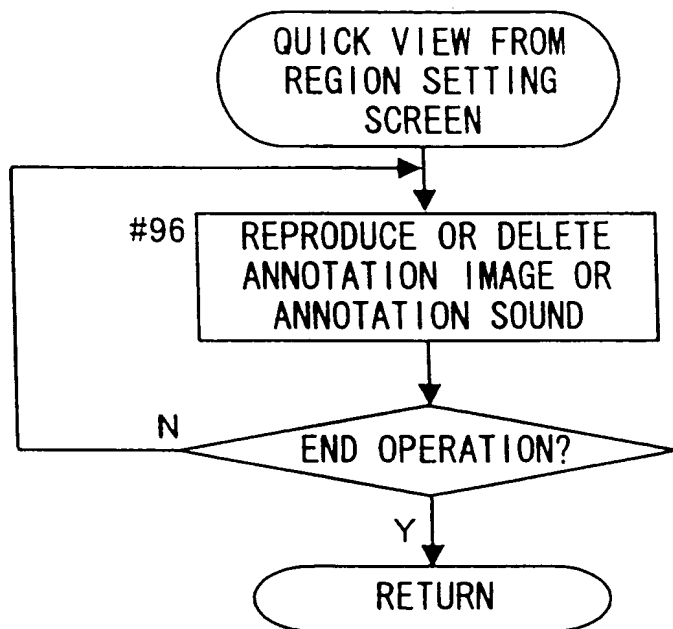 QUICK VIEW FROM
REGION SETTING
SCREEN
#96
REPRODUCE OR DELETE
ANNOTATION IMAGE OR
ANNOTATION SOUND
N
END OPERATION?
Y
RETURN